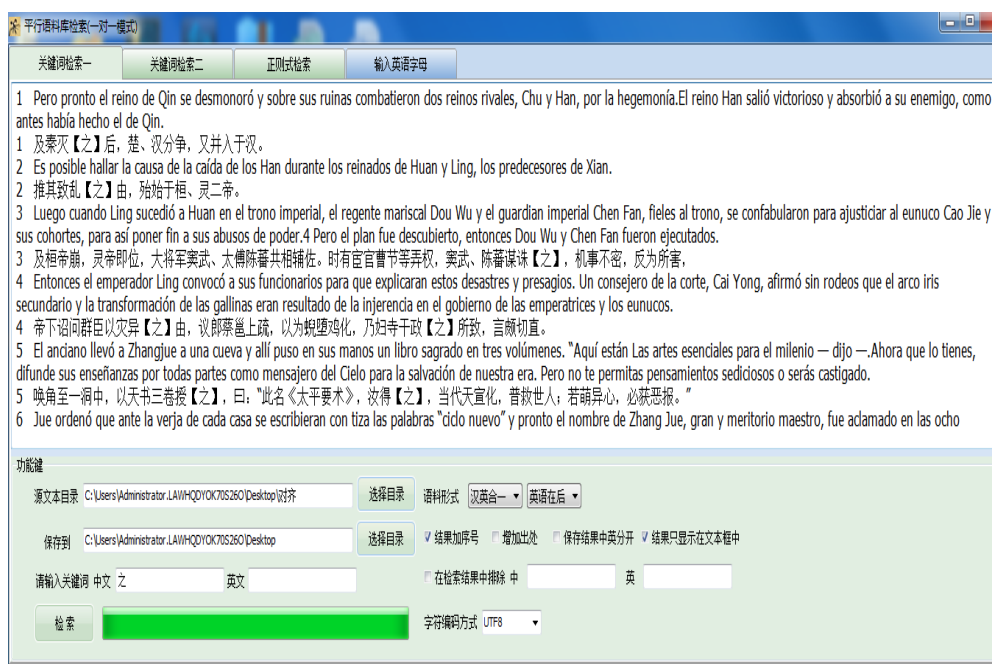 平行语料库检索(一对一模式)
关键词检索一 关键词检索二 正则式检索 输入英语字母
1 Pero pronto el reino de Qin se desmonoró y sobre sus ruinas combatieron dos reinos rivales, Chu y Han, por la hegemonía.El reino Han salió victorioso y absorbió a su enemigo, como
antes había hecho el de Qin.
1 及秦灭【之】后，楚、汉分争，又并入于汉。
2 Es posible hallar la causa de la caída de los Han durante los reinados de Huan y Ling, los predecesores de Xian.
2 推其致乱【之】由，殆始于桓、灵二帝。
3 Luego cuando Ling sucedió a Huan en el trono imperial, el regente mariscal Dou Wu y el guardian imperial Chen Fan, fieles al trono, se confabularon para ajusticiar al eunuco Cao Jie y
sus cohortes, para así poner fin a sus abusos de poder.4 Pero el plan fue descubierto, entonces Dou Wu y Chen Fan fueron ejecutados.
3 及桓帝崩，灵帝即位，大将军窦武、太傅陈蕃共相辅佐。时有宦官曹节等弄权，窦武、陈蕃谋诛【之】，机事不密，反为所害，
4 Entonces el emperador Ling convocó a sus funcionarios para que explicaran estos desastres y presagios. Un consejero de la corte, Cai Yong, afirmó sin rodeos que el arco iris
secundario y la transformación de las gallinas eran resultado de la injerencia en el gobierno de las emperatrices y los eunucos.
4 帝下诏问群臣以灾异【之】由，议郎蔡邕上疏，以为蜺堕鸡化，乃妇寺干政【之】所致，言颇切直。
5 El anciano llevó a Zhangjue a una cueva y allí puso en sus manos un libro sagrado en tres volúmenes. “Aquí están Las artes esenciales para el milenio — dijo —.Ahora que lo tienes,
difunde sus enseñanzas por todas partes como mensajero del Cielo para la salvación de nuestra era. Pero no te permitas pensamientos sediciosos o serás castigado.
5 唤角至一洞中，以天书三卷授【之】，曰：“此名《太平要术》，汝得【之】，当代天宣化，普救世人；若萌异心，必获恶报。”
6 Jue ordenó que ante la verja de cada casa se escribieran con tiza las palabras “ciclo nuevo” y pronto el nombre de Zhang Jue, gran y meritorio maestro, fue aclamado en las ocho
功能键
源文本目录 C:\Users\Administrator.LAWHQDYOK70S26O\Desktop\对齐 选择目录 语料形式 汉英合一 英语在后
保存到 C:\Users\Administrator.LAWHQDYOK70S26O\Desktop 选择目录 结果加序号 增加出处 保存结果中英分开 结果只显示在文本框中
请输入关键词 中文 之 英文 在检索结果中排除 中 英
检索 字符编码方式 UTF8